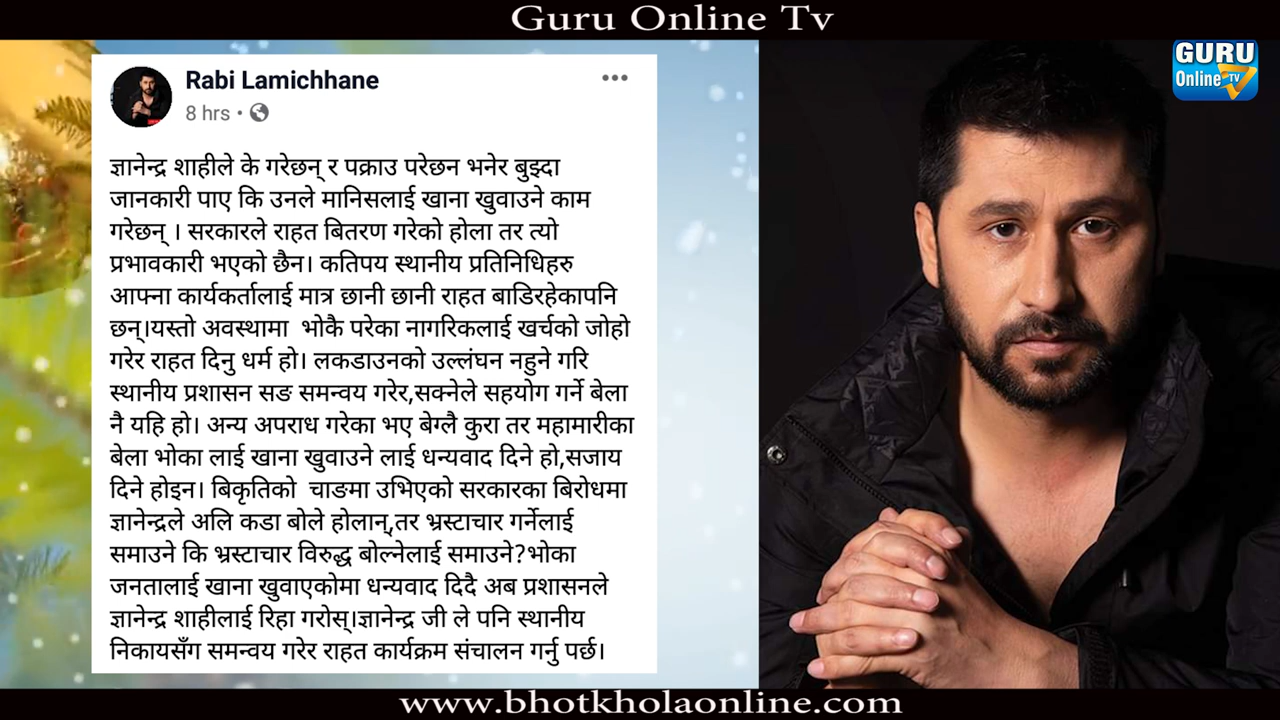 Guru Online Tv
GURU
Online TV
Rabi Lamichhane
8 hrs •
ज्ञानेन्द्र शाहीले के गरेछन् र पक्राउ परेछन भनेर बुझ्दा
जानकारी पाए कि उनले मानिसलाई खाना खुवाउने काम
गरेछन् । सरकारले राहत बितरण गरेको होला तर त्यो
प्रभावकारी भएको छैन। कतिपय स्थानीय प्रतिनिधिहरु
आफ्ना कार्यकर्तालाई मात्र छानी छानी राहत बाडिरहेकापनि
छन्।यस्तो अवस्थामा  भोकै परेका नागरिकलाई खर्चको जोहो
गरेर राहत दिनु धर्म हो। लकडाउनको उल्लंघन नहुने गरि
स्थानीय प्रशासन सङ समन्वय गरेर,सक्नेले सहयोग गर्ने बेला
नै यहि हो। अन्य अपराध गरेका भए बेग्लै कुरा तर महामारीका
बेला भोका लाई खाना खुवाउने लाई धन्यवाद दिने हो,सजाय
दिने होइन। बिकृतिको  चाङमा उभिएको सरकारका बिरोधमा
ज्ञानेन्द्रले अलि कडा बोले होलान्,तर भ्रस्टाचार गर्नेलाई
समाउने कि भ्रस्टाचार विरुद्ध बोल्नेलाई समाउने?भोका
जनतालाई खाना खुवाएकोमा धन्यवाद दिदै अब प्रशासनले
ज्ञानेन्द्र शाहीलाई रिहा गरोस्।ज्ञानेन्द्र जी ले पनि स्थानीय
निकायसँग समन्वय गरेर राहत कार्यक्रम संचालन गर्नु पर्छ।
www.bhotkholaonline.com